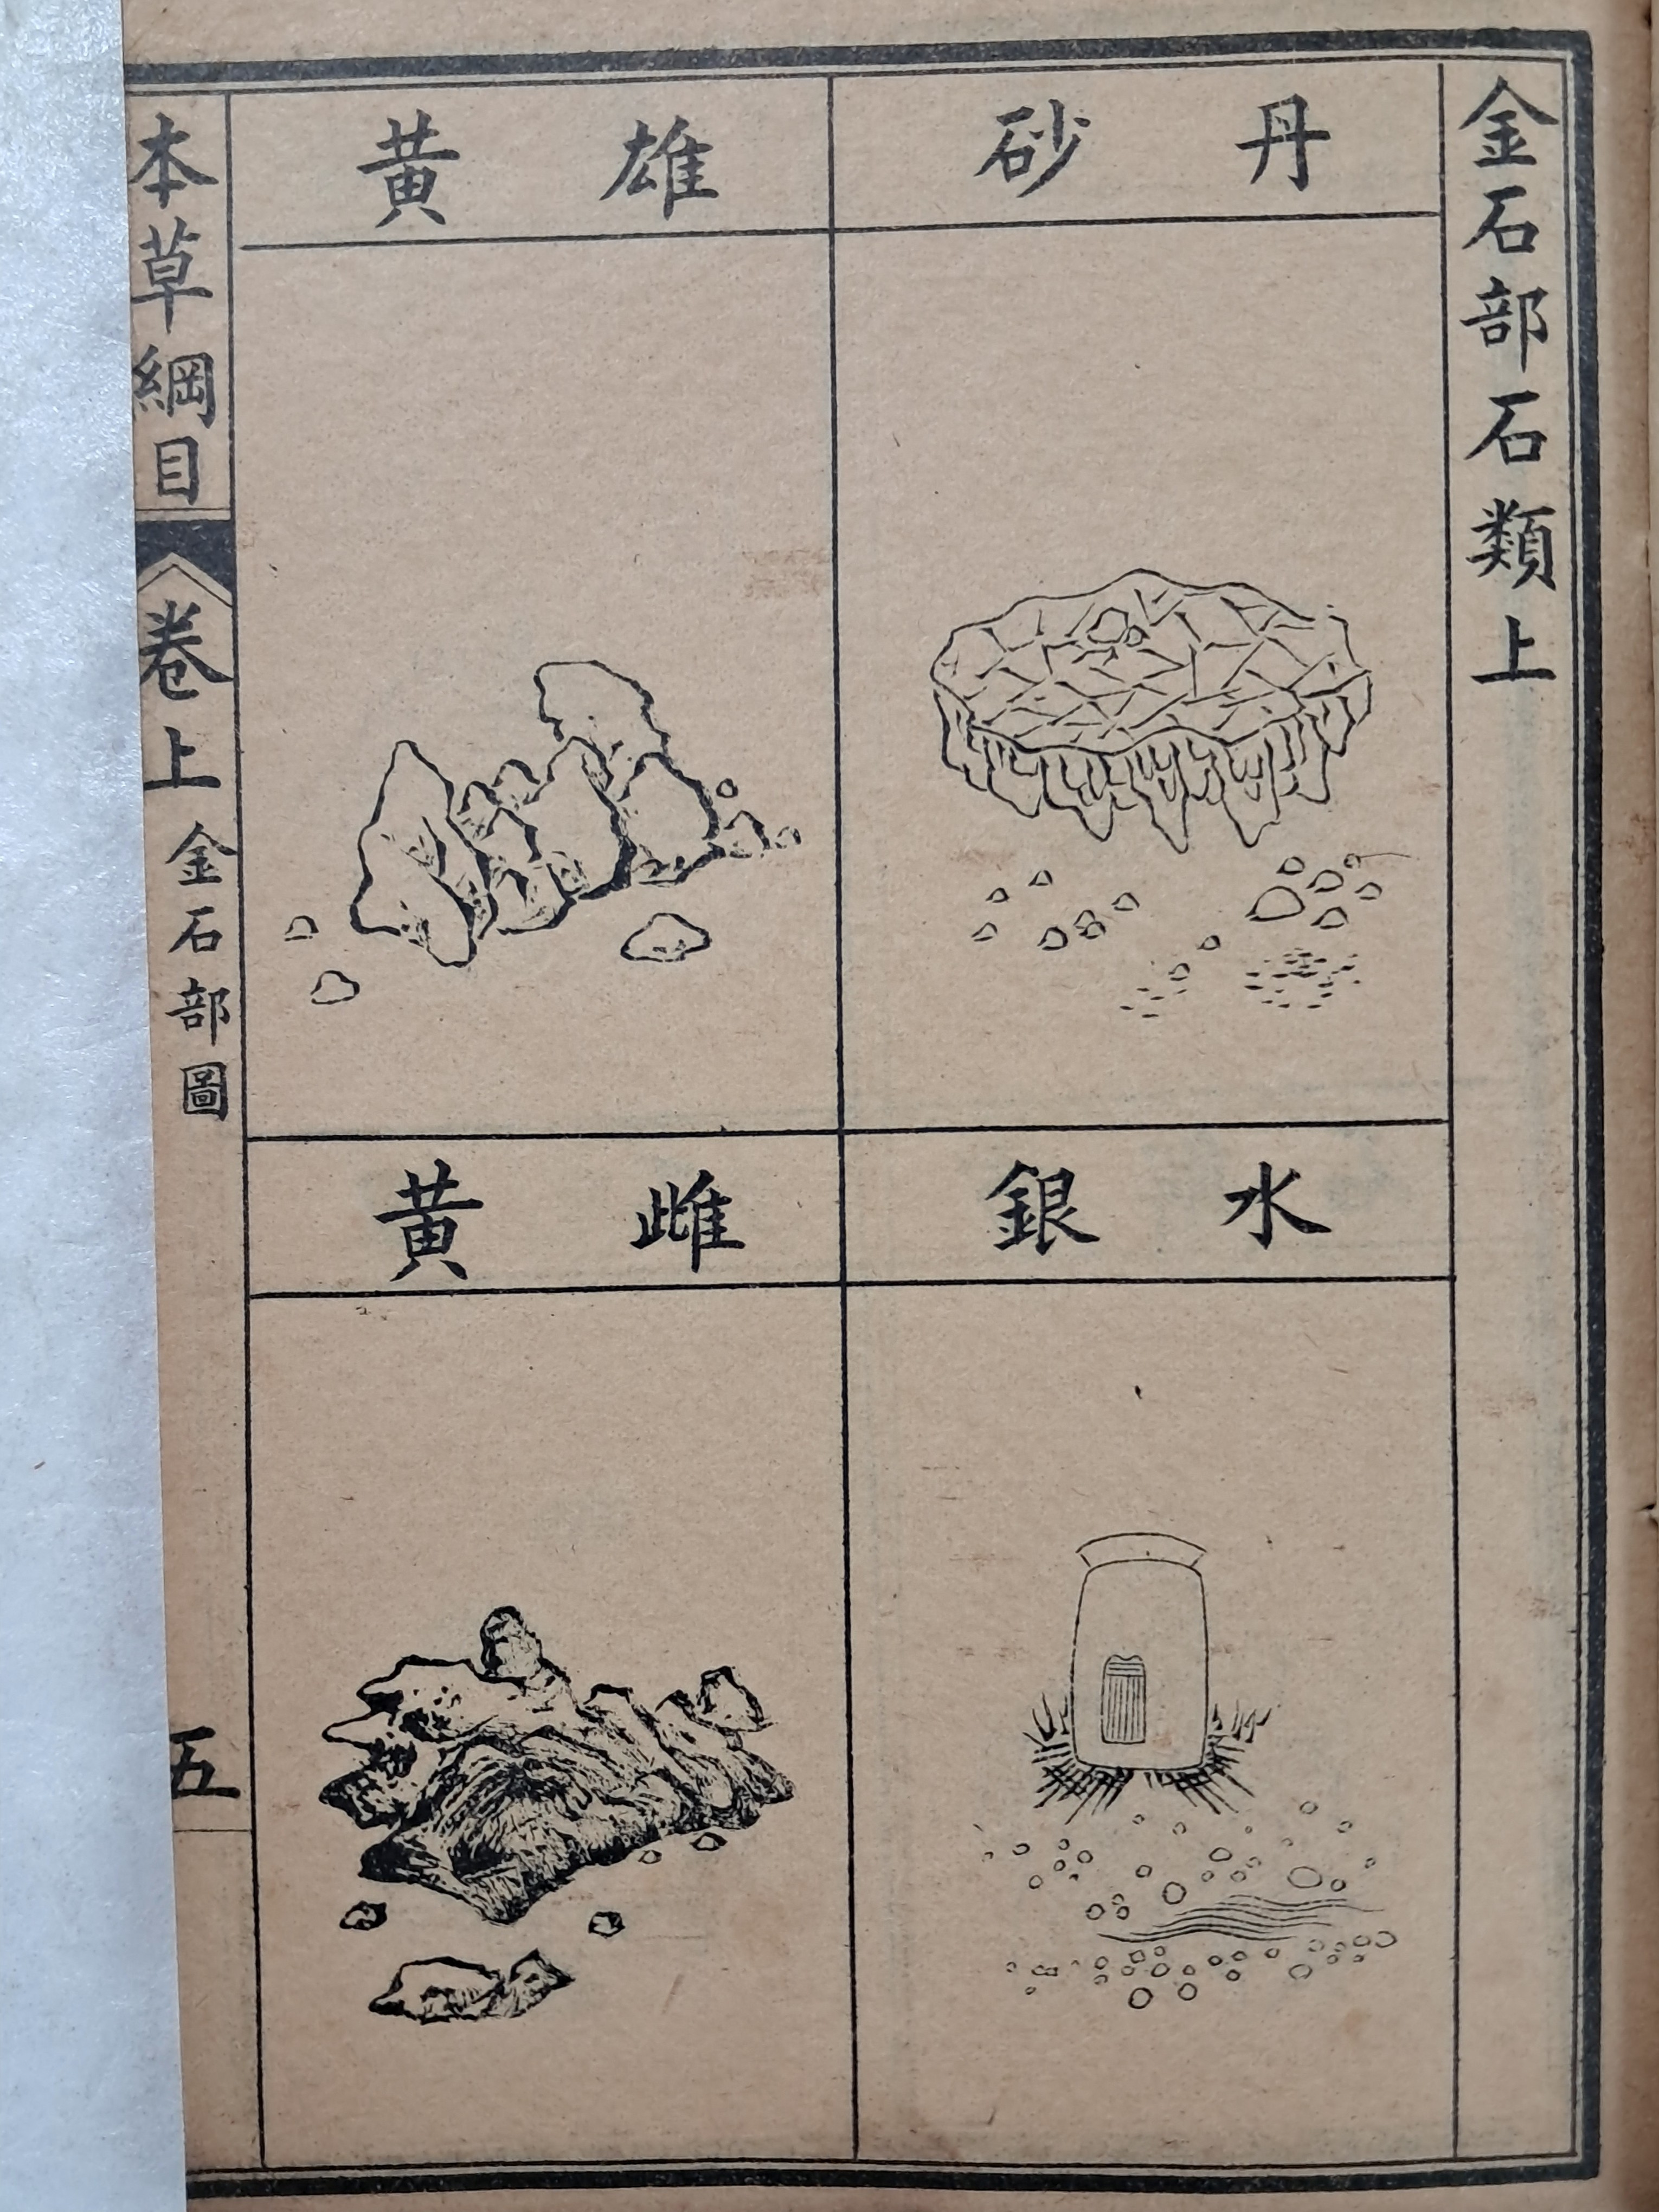 金石部石類上
丹砂
水銀
雄黃
雌黃
本草綱目
卷上
金石部圖
五